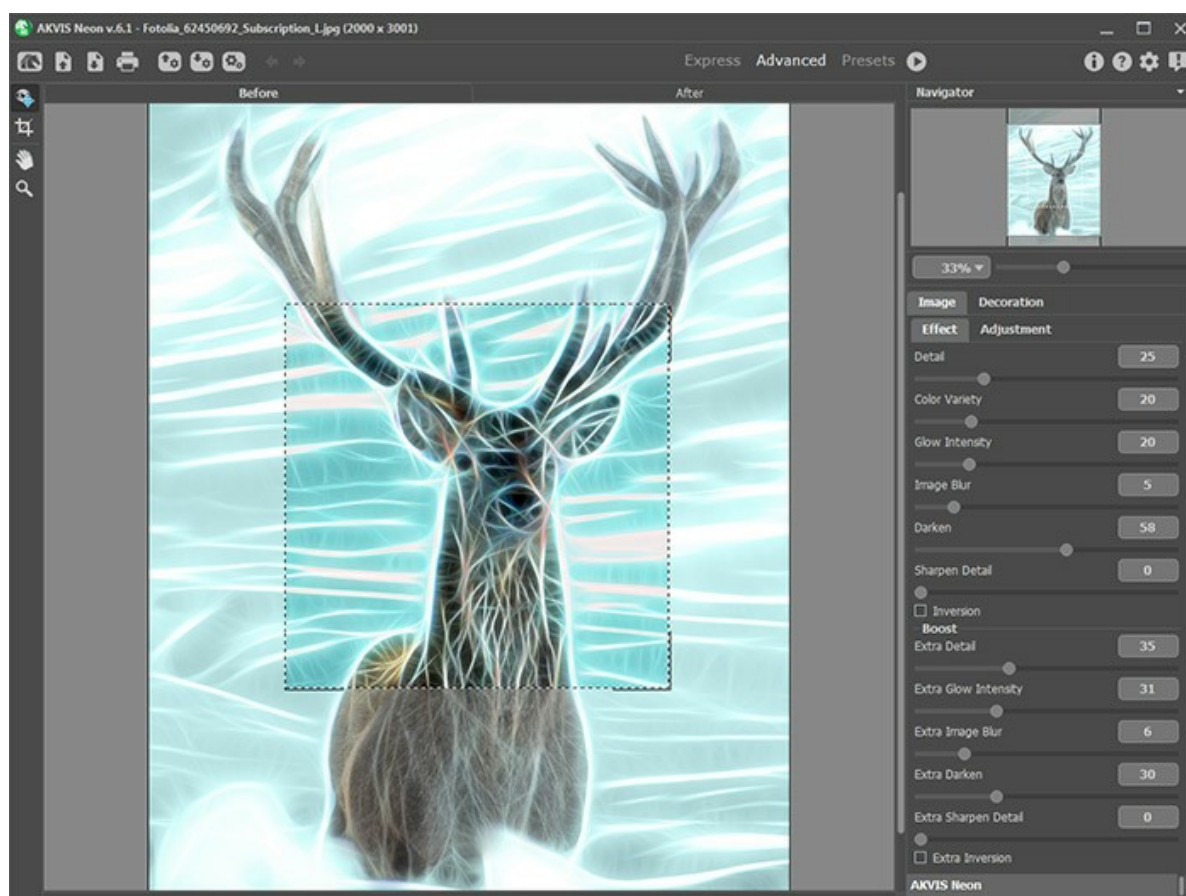 AKVIS Neon v.6.1 - Fotolia_62450692_Subscription_L.jpg (2000 x 3001)
Express Advanced Presets
Before After
Navigator
33%
Image Decoration
Effect Adjustment
Detail 25
Color Variety 20
Glow Intensity 20
Image Blur 5
Darken 58
Sharpen Detail 0
Inversion
Boost
Extra Detail 35
Extra Glow Intensity 31
Extra Image Blur 6
Extra Darken 30
Extra Sharpen Detail 0
Extra Inversion
AKVIS Neon